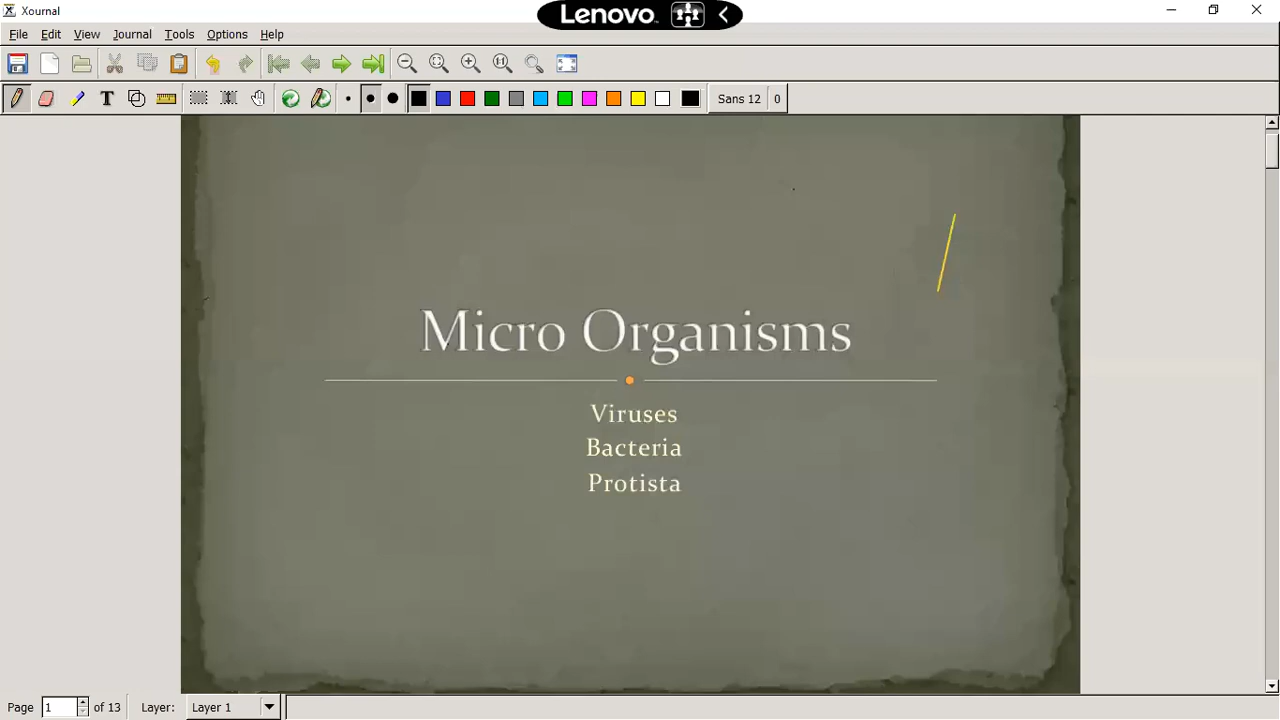 Xournal
Lenovo
File Edit View Journal Tools Options Help
T
Sans 12 0
Micro Organisms
Viruses
Bacteria
Protista
Page 1 of 13 Layer: Layer 1